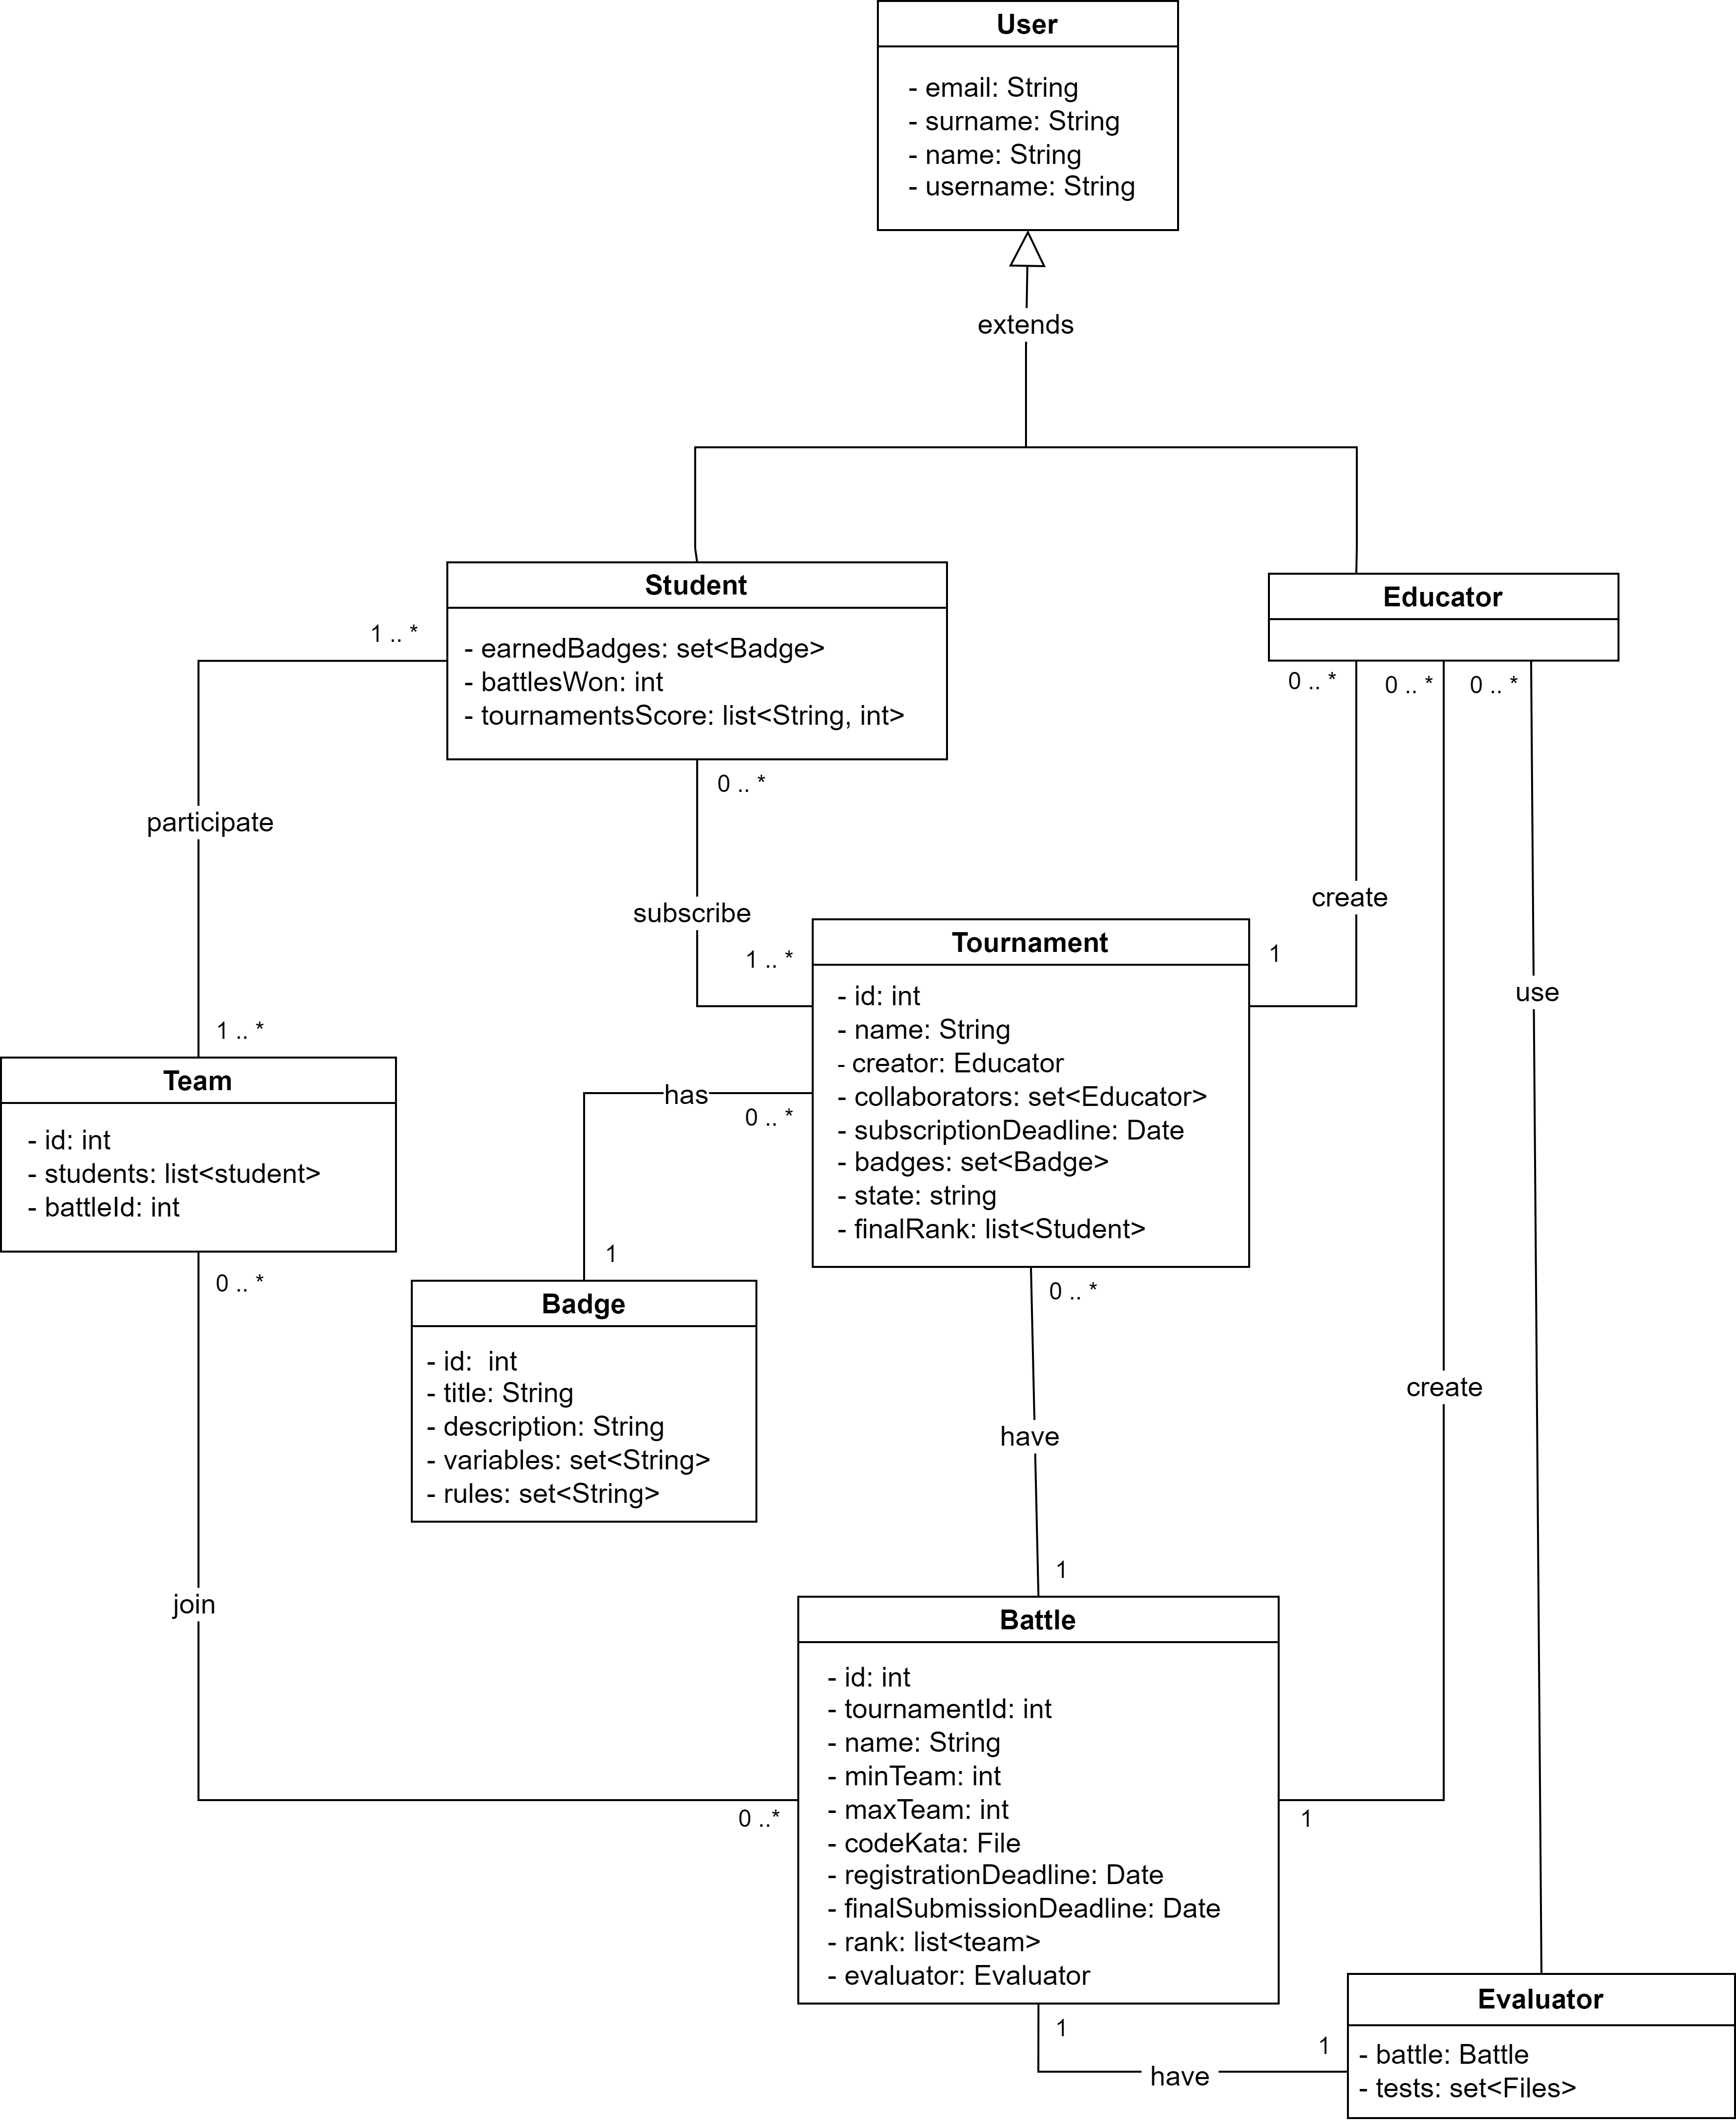 User
- email: String
- surname: String
- name: String
- username: String
extends
Student
- earnedBadges: set<Badge>
- battlesWon: int
- tournamentsScore: list<String, int>
Educator
1 .. *
0 .. *
0 .. *
0 .. *
0 .. *
participate
subscribe
create
1 .. *
1
use
Tournament
- id: int
- name: String
- creator: Educator
- collaborators: set<Educator>
- subscriptionDeadline: Date
- badges: set<Badge>
- state: string
- finalRank: list<Student>
1 .. *
Team
- id: int
- students: list<student>
- battleId: int
has
0 .. *
1
0 .. *
0 .. *
Badge
- id:  int
- title: String
- description: String
- variables: set<String>
- rules: set<String>
create
have
1
join
Battle
- id: int
- tournamentId: int
- name: String
- minTeam: int
- maxTeam: int
- codeKata: File
- registrationDeadline: Date
- finalSubmissionDeadline: Date
- rank: list<team>
- evaluator: Evaluator
0 ..*
1
1
have
1
Evaluator
- battle: Battle
- tests: set<Files>